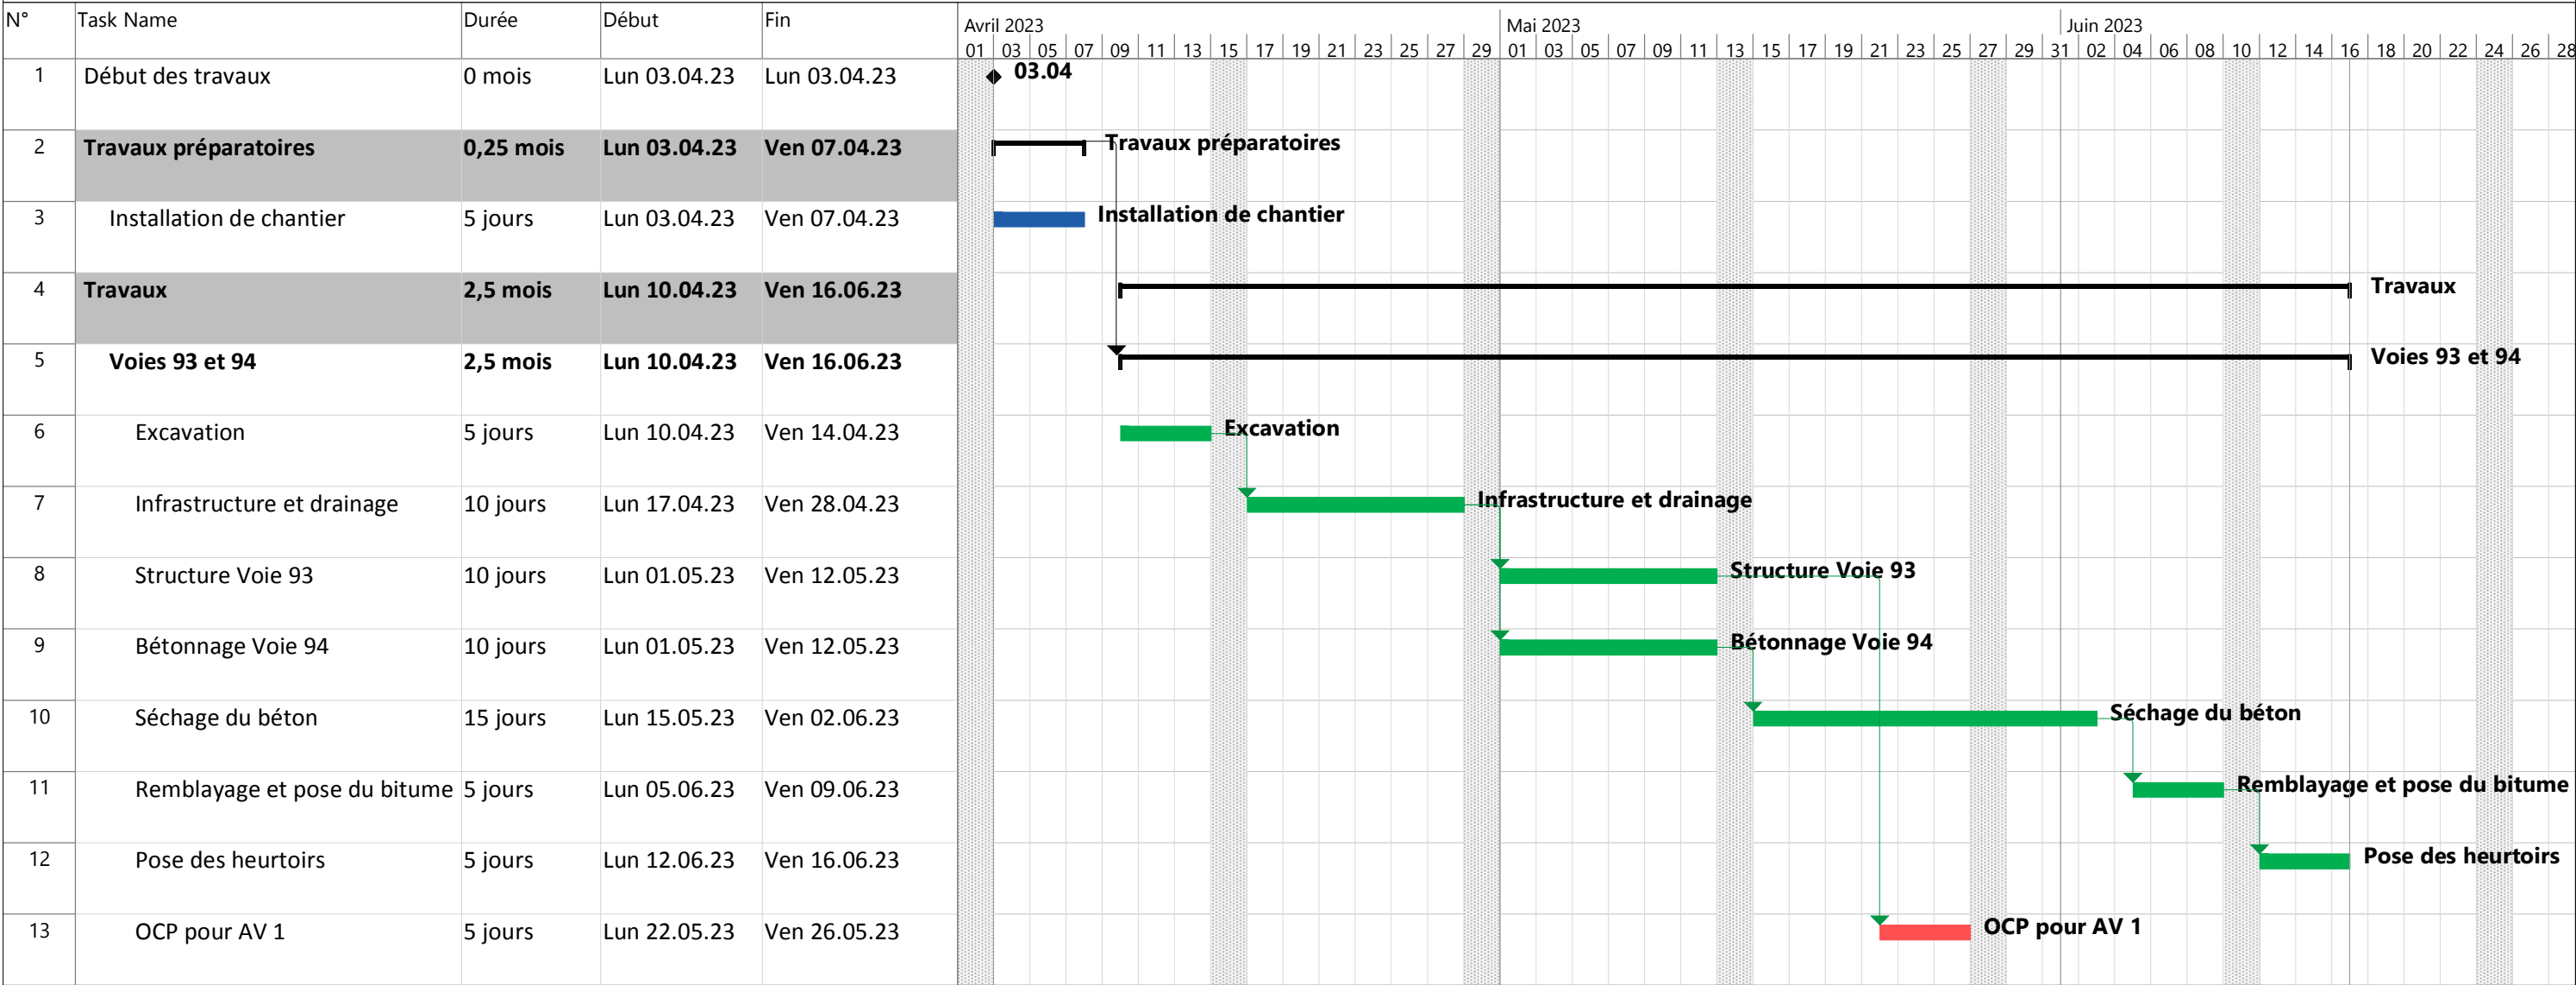 N° Task Name Durée Début Fin Avril 2023 Mai 2023 Juin 2023
01 03 05 07 09 11 13 15 17 19 21 23 25 27 29 01 03 05 07 09 11 13 15 17 19 21 23 25 27 29 31 02 04 06 08 10 12 14 16 18 20 22 24 26 28
1 Début des travaux 0 mois Lun 03.04.23 Lun 03.04.23 03.04
2 Travaux préparatoires 0,25 mois Lun 03.04.23 Ven 07.04.23 Travaux préparatoires
3 Installation de chantier 5 jours Lun 03.04.23 Ven 07.04.23 Installation de chantier
4 Travaux 2,5 mois Lun 10.04.23 Ven 16.06.23 Travaux
5 Voies 93 et 94 2,5 mois Lun 10.04.23 Ven 16.06.23 Voies 93 et 94
6 Excavation 5 jours Lun 10.04.23 Ven 14.04.23 Excavation
7 Infrastructure et drainage 10 jours Lun 17.04.23 Ven 28.04.23 Infrastructure et drainage
8 Structure Voie 93 10 jours Lun 01.05.23 Ven 12.05.23 Structure Voie 93
9 Bétonnage Voie 94 10 jours Lun 01.05.23 Ven 12.05.23 Bétonnage Voie 94
10 Séchage du béton 15 jours Lun 15.05.23 Ven 02.06.23 Séchage du béton
11 Remblayage et pose du bitume 5 jours Lun 05.06.23 Ven 09.06.23 Remblayage et pose du bitume
12 Pose des heurtoirs 5 jours Lun 12.06.23 Ven 16.06.23 Pose des heurtoirs
13 OCP pour AV 1 5 jours Lun 22.05.23 Ven 26.05.23 OCP pour AV 1